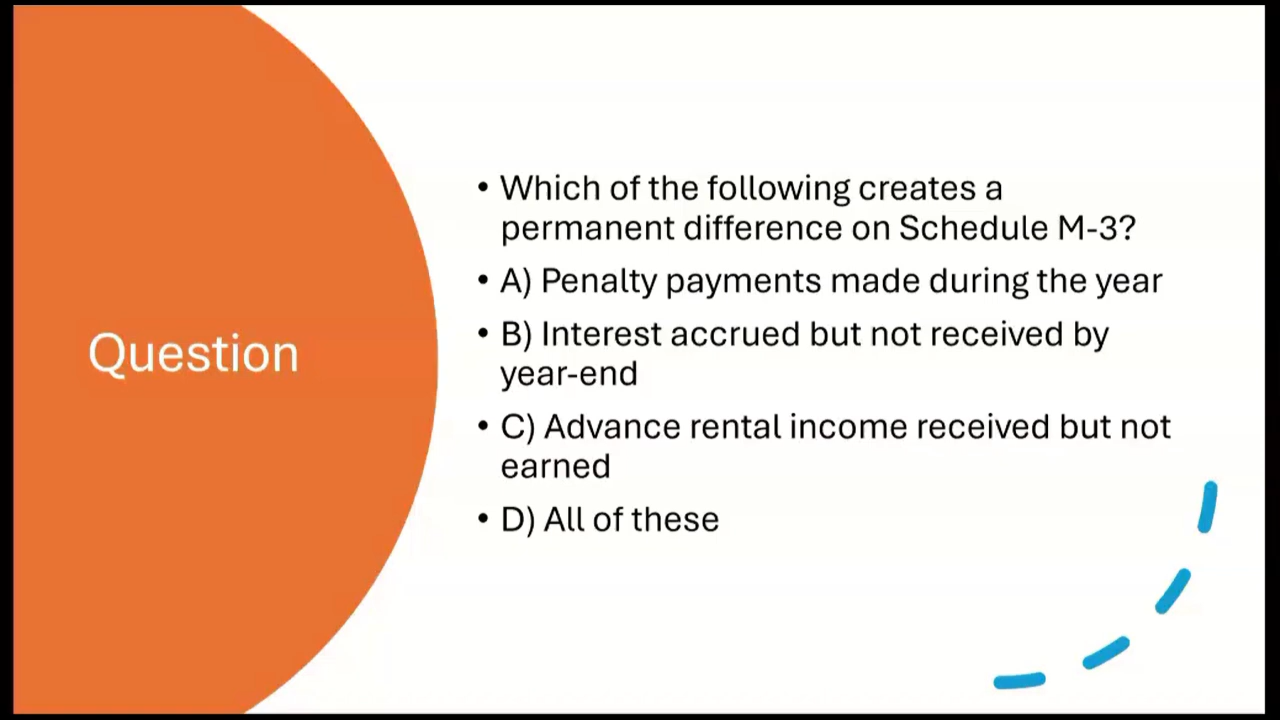 Question
• Which of the following creates a
permanent difference on Schedule M-3?
• A) Penalty payments made during the year
• B) Interest accrued but not received by
year-end
• C) Advance rental income received but not
earned
• D) All of these